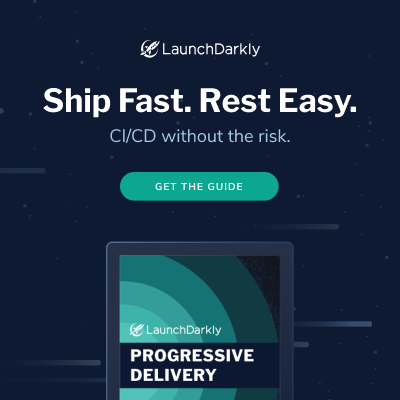 LaunchDarkly
Ship Fast. Rest Easy.
CI/CD without the risk.
GET THE GUIDE
LaunchDarkly
PROGRESSIVE
DELIVERY